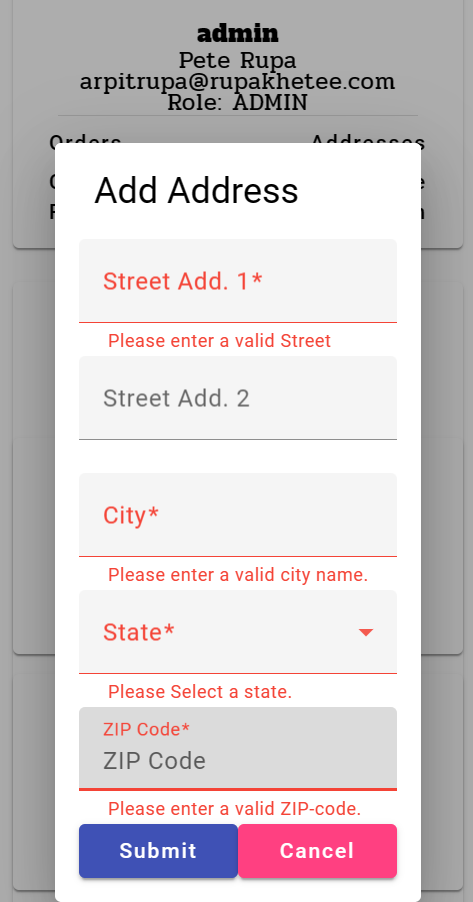 admin
Pete Rupa
arpitrupa@rupakhetee.com
Role: ADMIN
Orders Addresses
Add Address
Street Add. 1*
Please enter a valid Street
Street Add. 2
City*
Please enter a valid city name.
State*
Please Select a state.
ZIP Code*
ZIP Code
Please enter a valid ZIP-code.
Submit Cancel